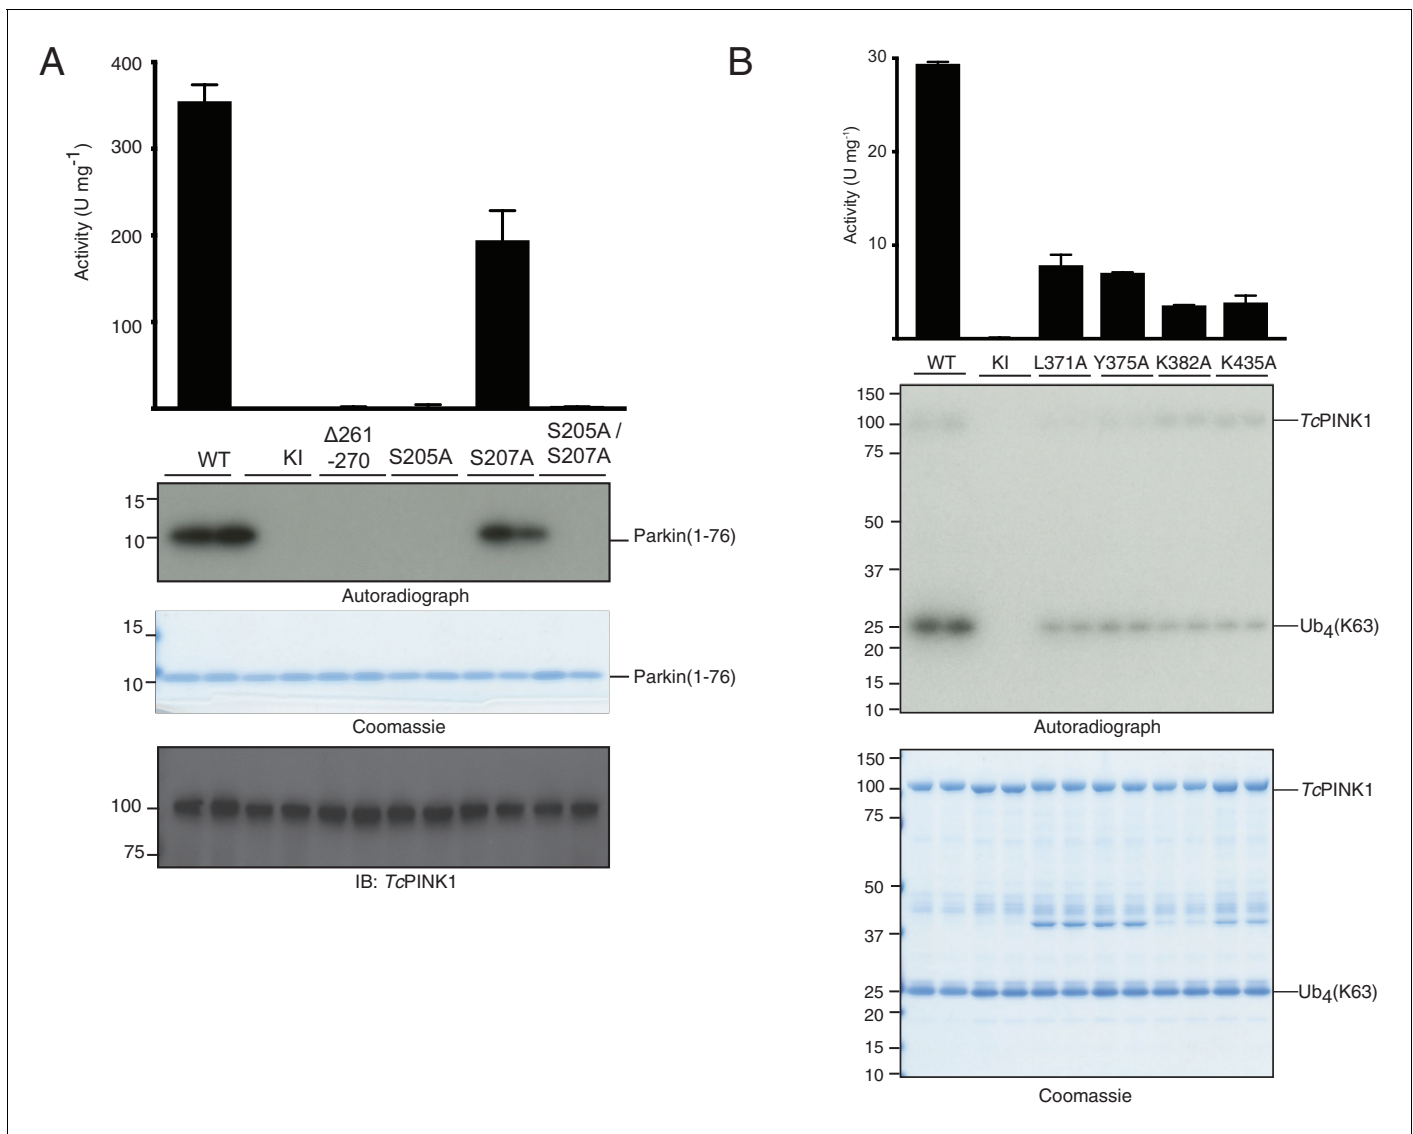 A
400
300
200
100
Activity (U mg-1)
WT
KI
Δ261
-270
S205A
S207A
S205A /
S207A
15
10
Parkin(1-76)
Autoradiograph
15
10
Parkin(1-76)
Coomassie
100
75
IB: TcPINK1
B
30
20
10
Activity (U mg-1)
WT
KI
L371A
Y375A
K382A
K435A
150
100
75
50
37
25
20
15
10
TcPINK1
Ub4(K63)
Autoradiograph
150
100
75
50
37
25
20
15
10
TcPINK1
Ub4(K63)
Coomassie